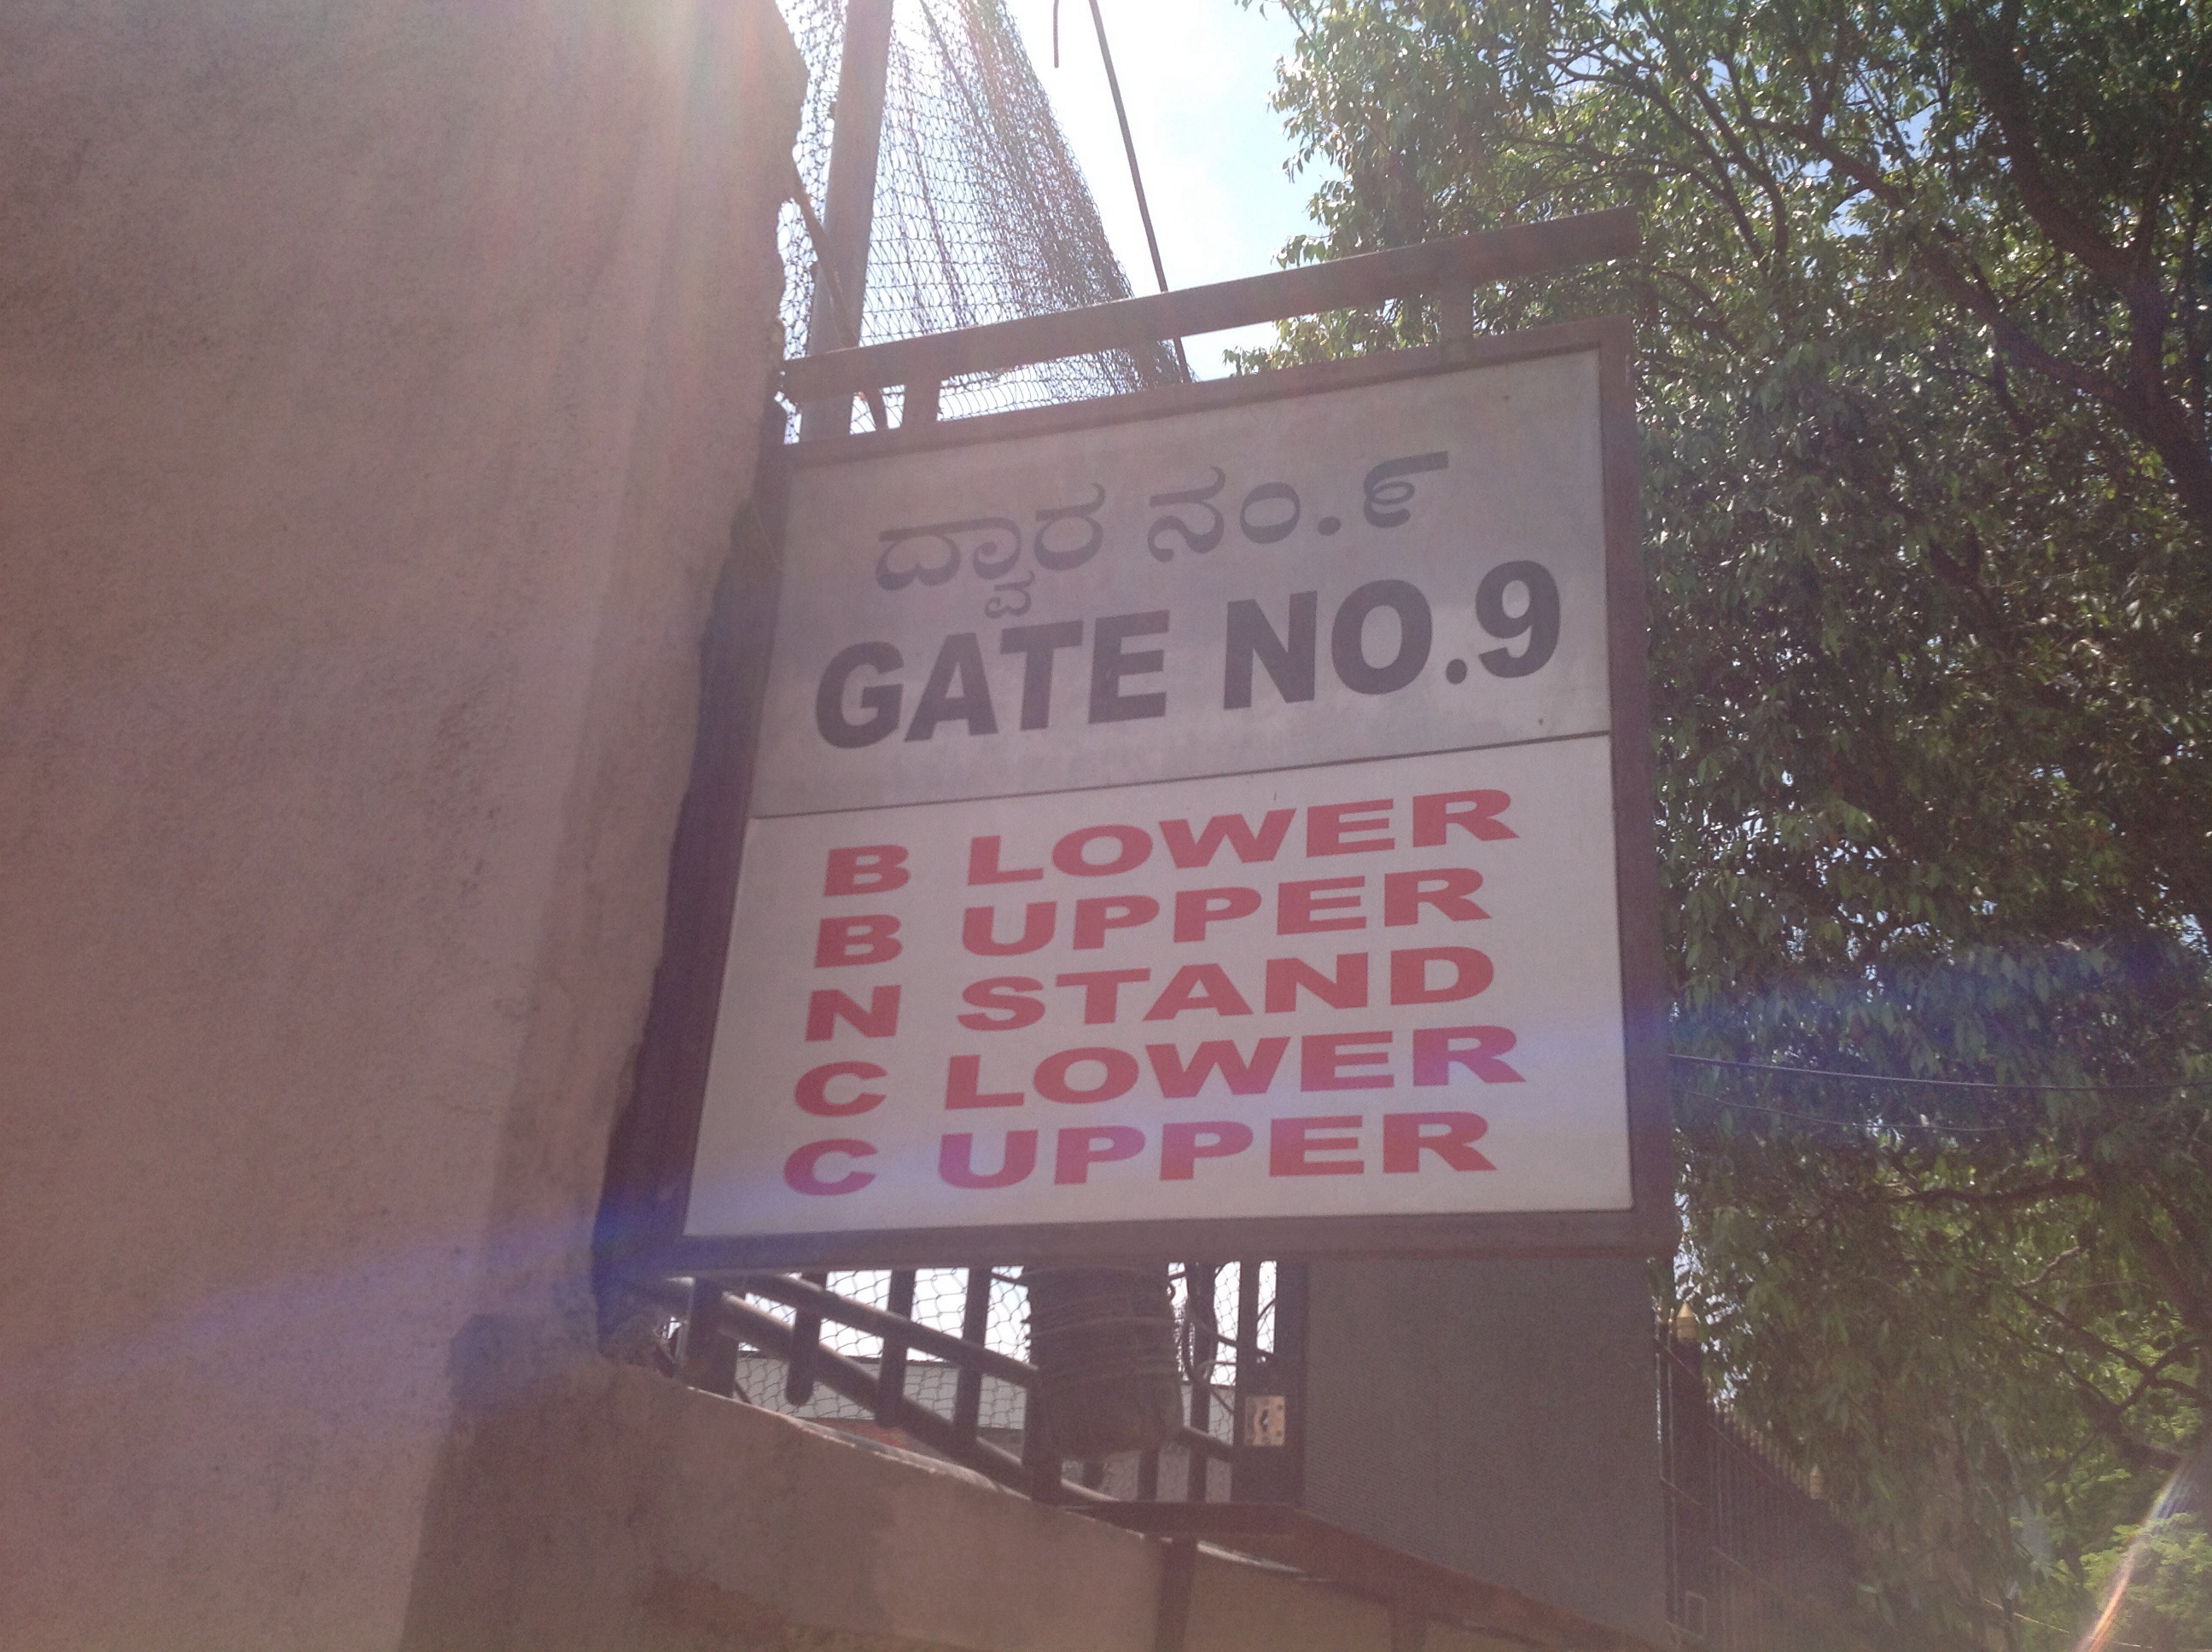 ದ್ವಾರ ನಂ.೯
GATE NO.9
B LOWER
B UPPER
N STAND
C LOWER
C UPPER